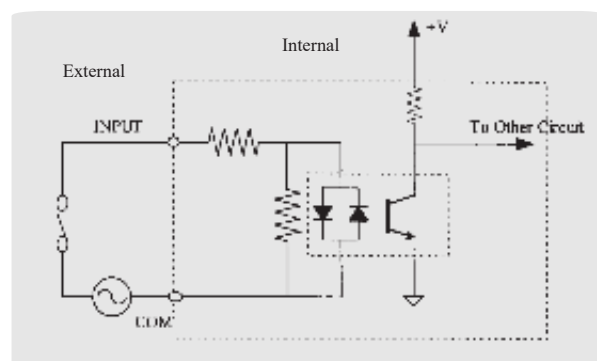 +V
Internal
External
INPUT
To Other Circuit
COM